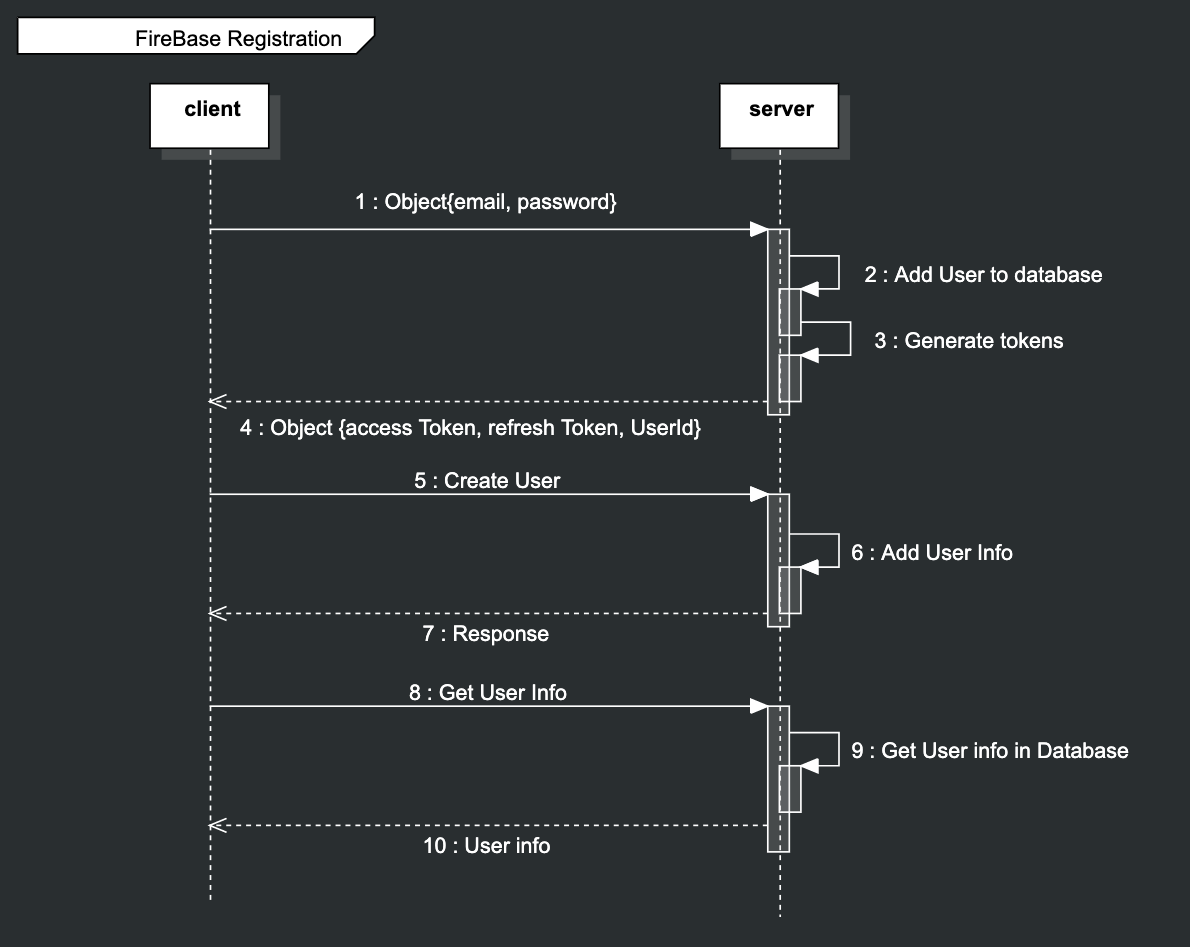 FireBase Registration
client
server
1 : Object{email, password}
2 : Add User to database
3 : Generate tokens
4 : Object {access Token, refresh Token, UserId}
5 : Create User
6 : Add User Info
7 : Response
8 : Get User Info
9 : Get User info in Database
10 : User info